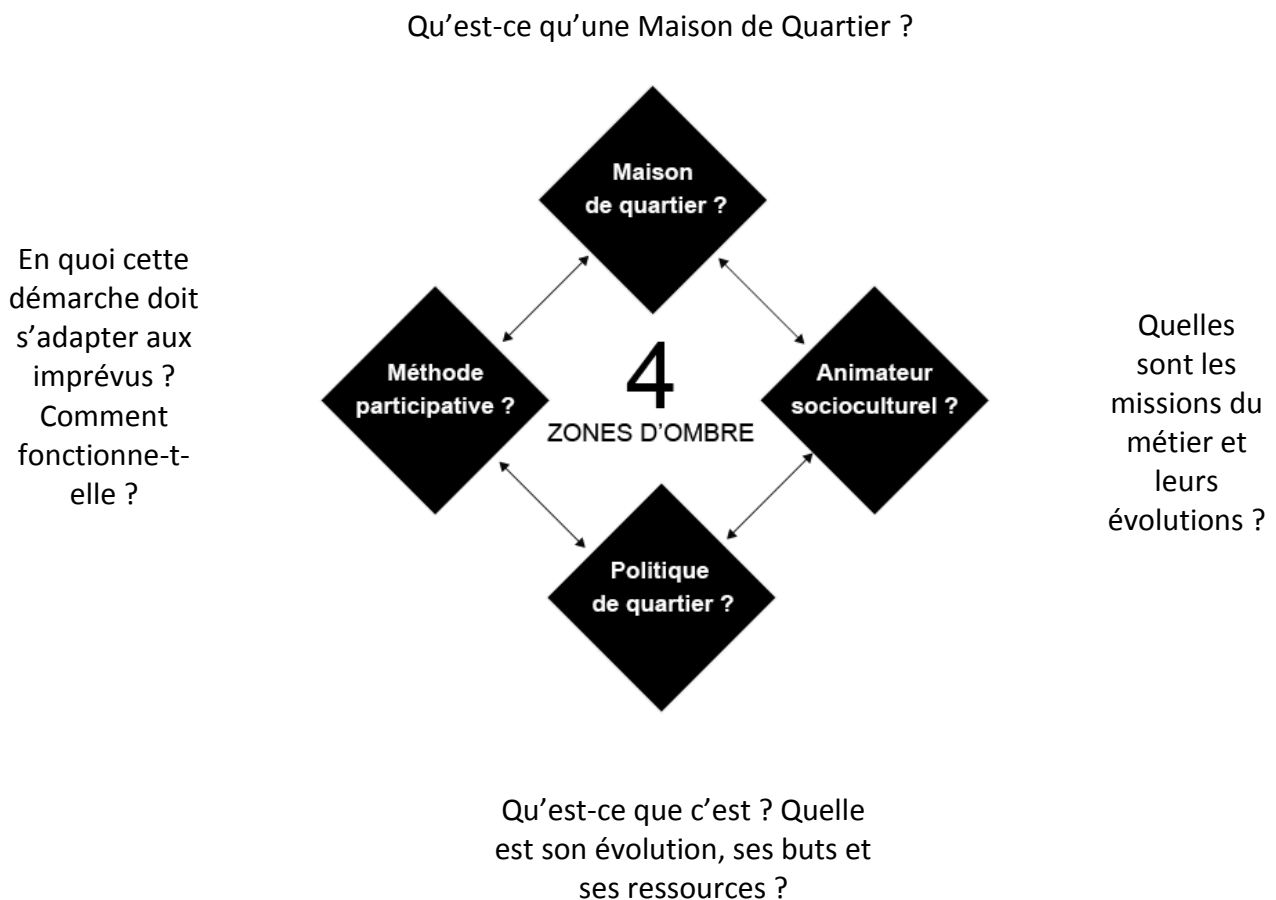 Qu’est-ce qu’une Maison de Quartier ?
Maison
de quartier ?
En quoi cette
démarche doit
s’adapter aux
imprévus ?
Comment
fonctionne-t-
elle ?
Méthode
participative ?
4
ZONES D’OMBRE
Animateur
socioculturel ?
Quelles
sont les
missions du
métier et
leurs
évolutions ?
Politique
de quartier ?
Qu’est-ce que c’est ? Quelle
est son évolution, ses buts et
ses ressources ?